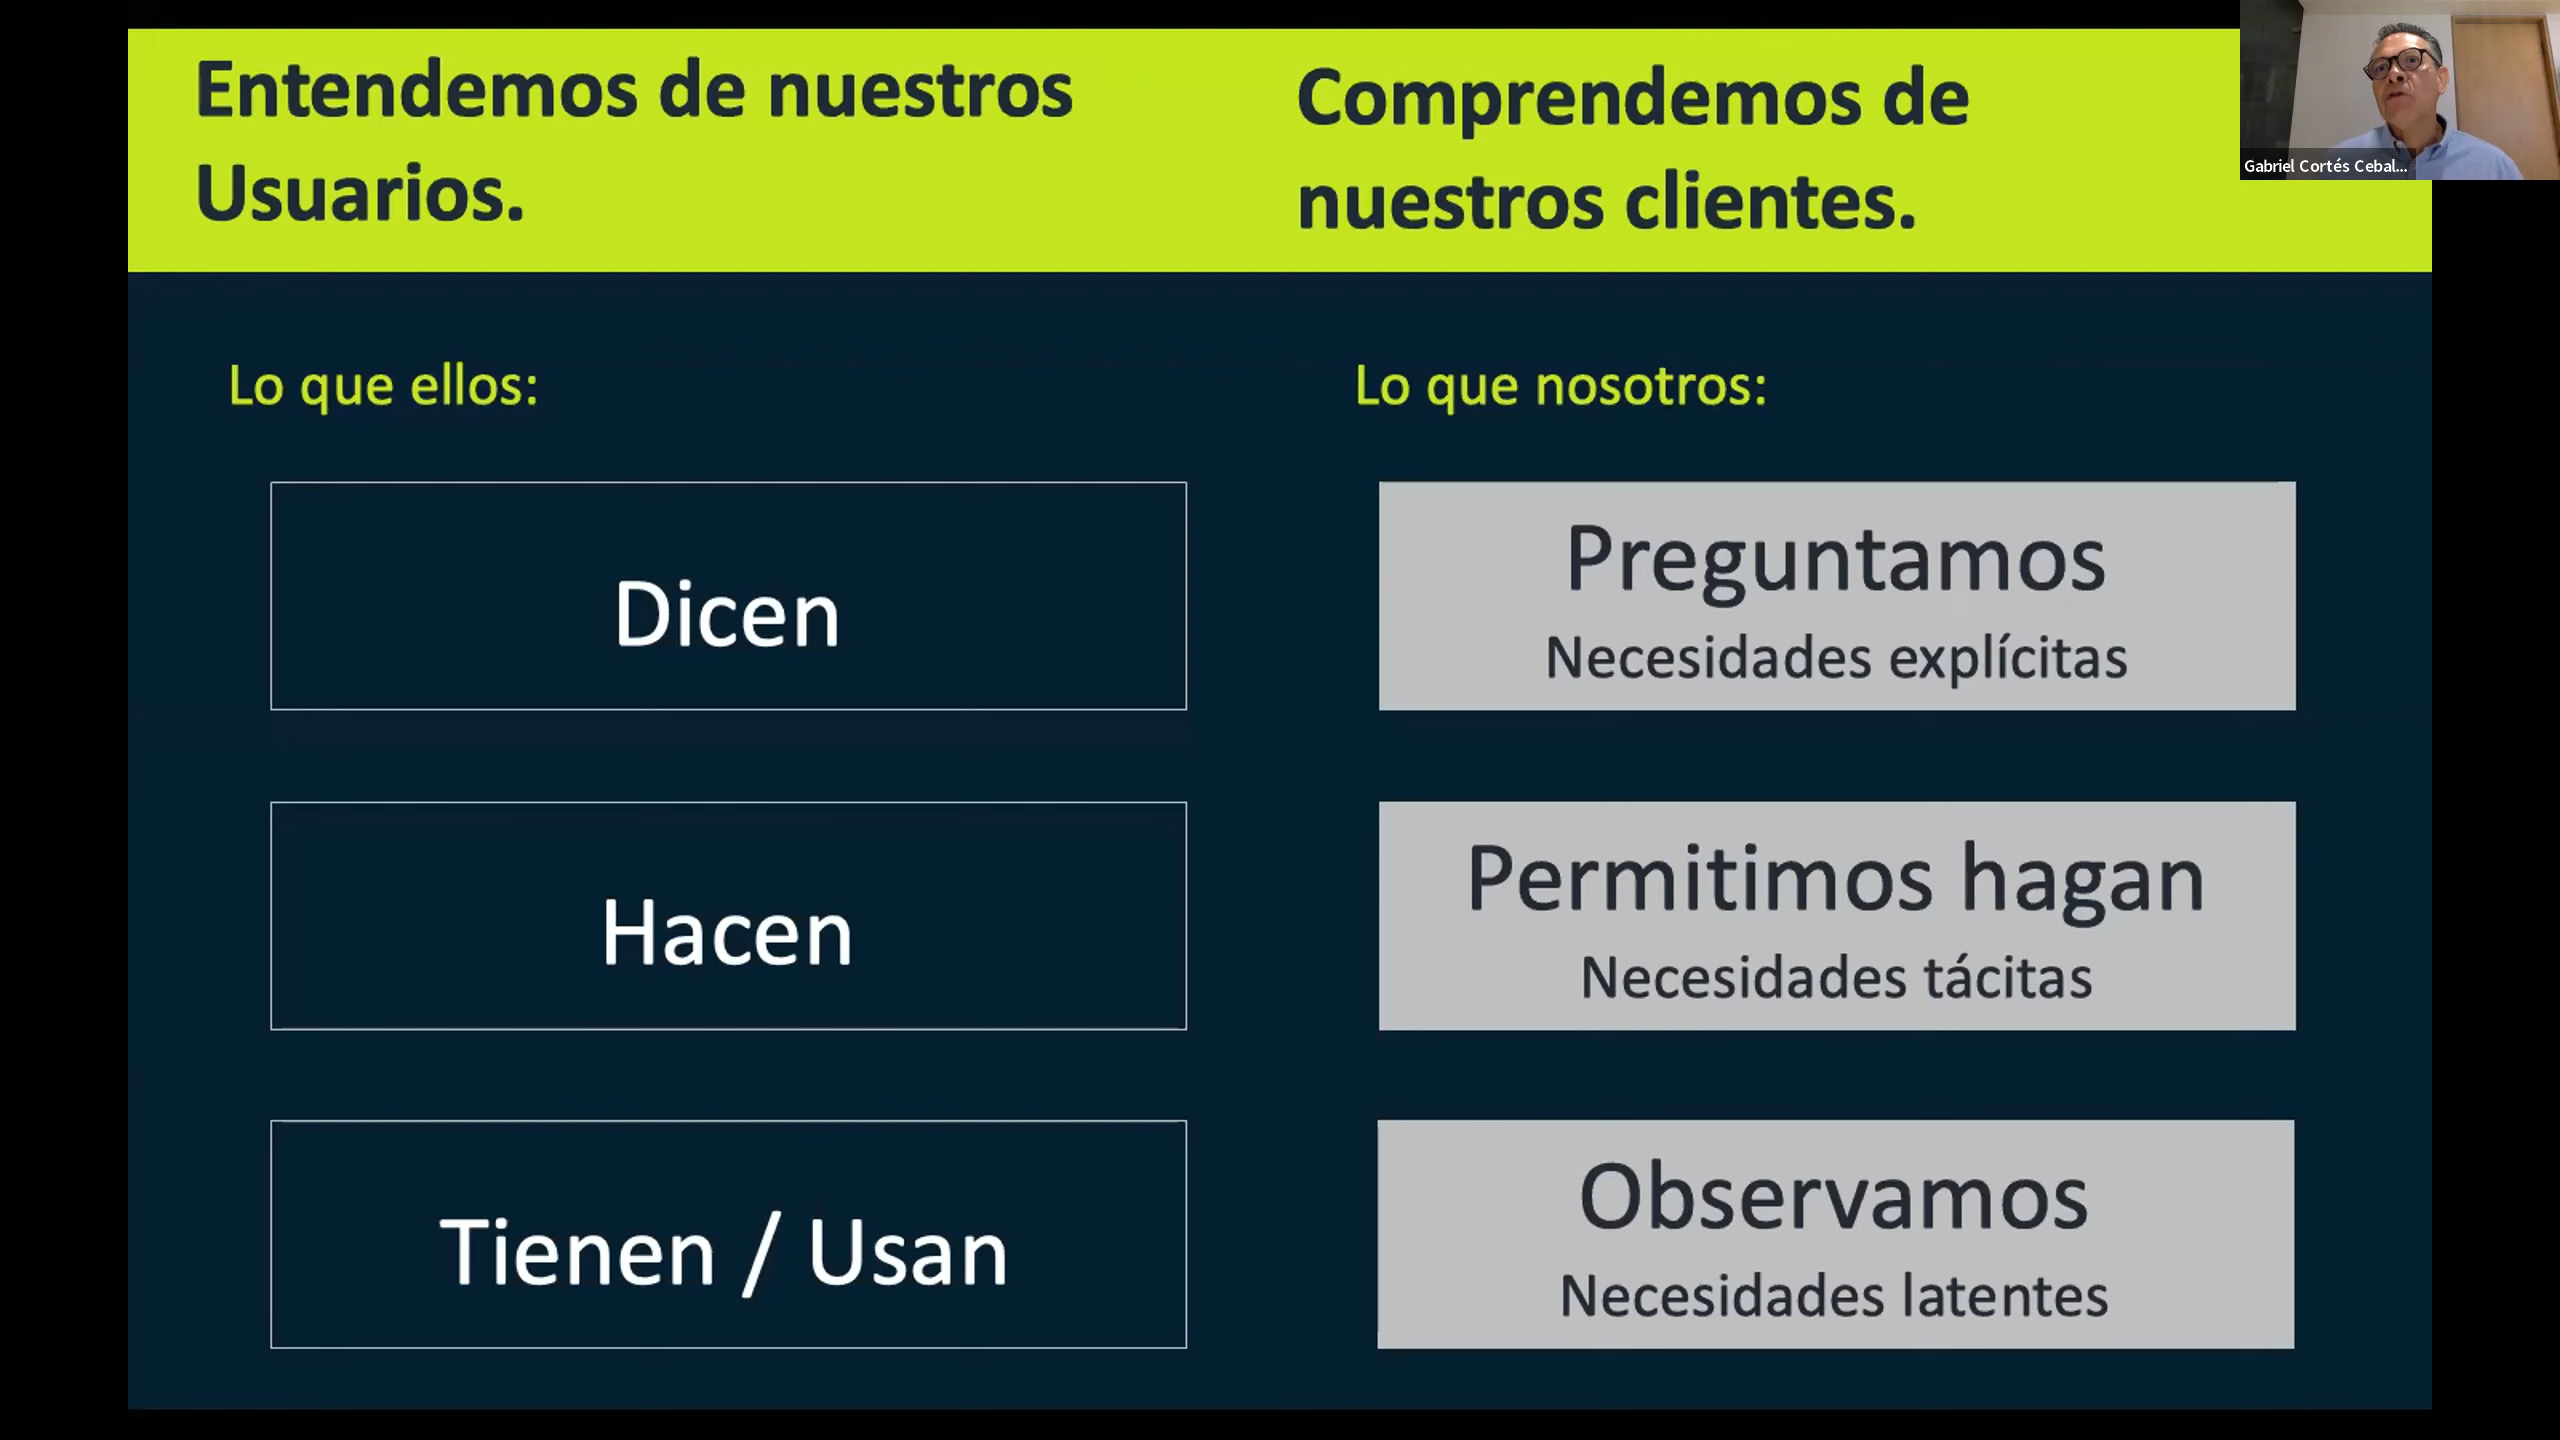 Entendemos de nuestros
Usuarios.
Comprendemos de
nuestros clientes.
Gabriel Cortés Cebal...
Lo que ellos:
Lo que nosotros:
Dicen
Preguntamos
Necesidades explícitas
Hacen
Permitimos hagan
Necesidades tácitas
Tienen / Usan
Observamos
Necesidades latentes